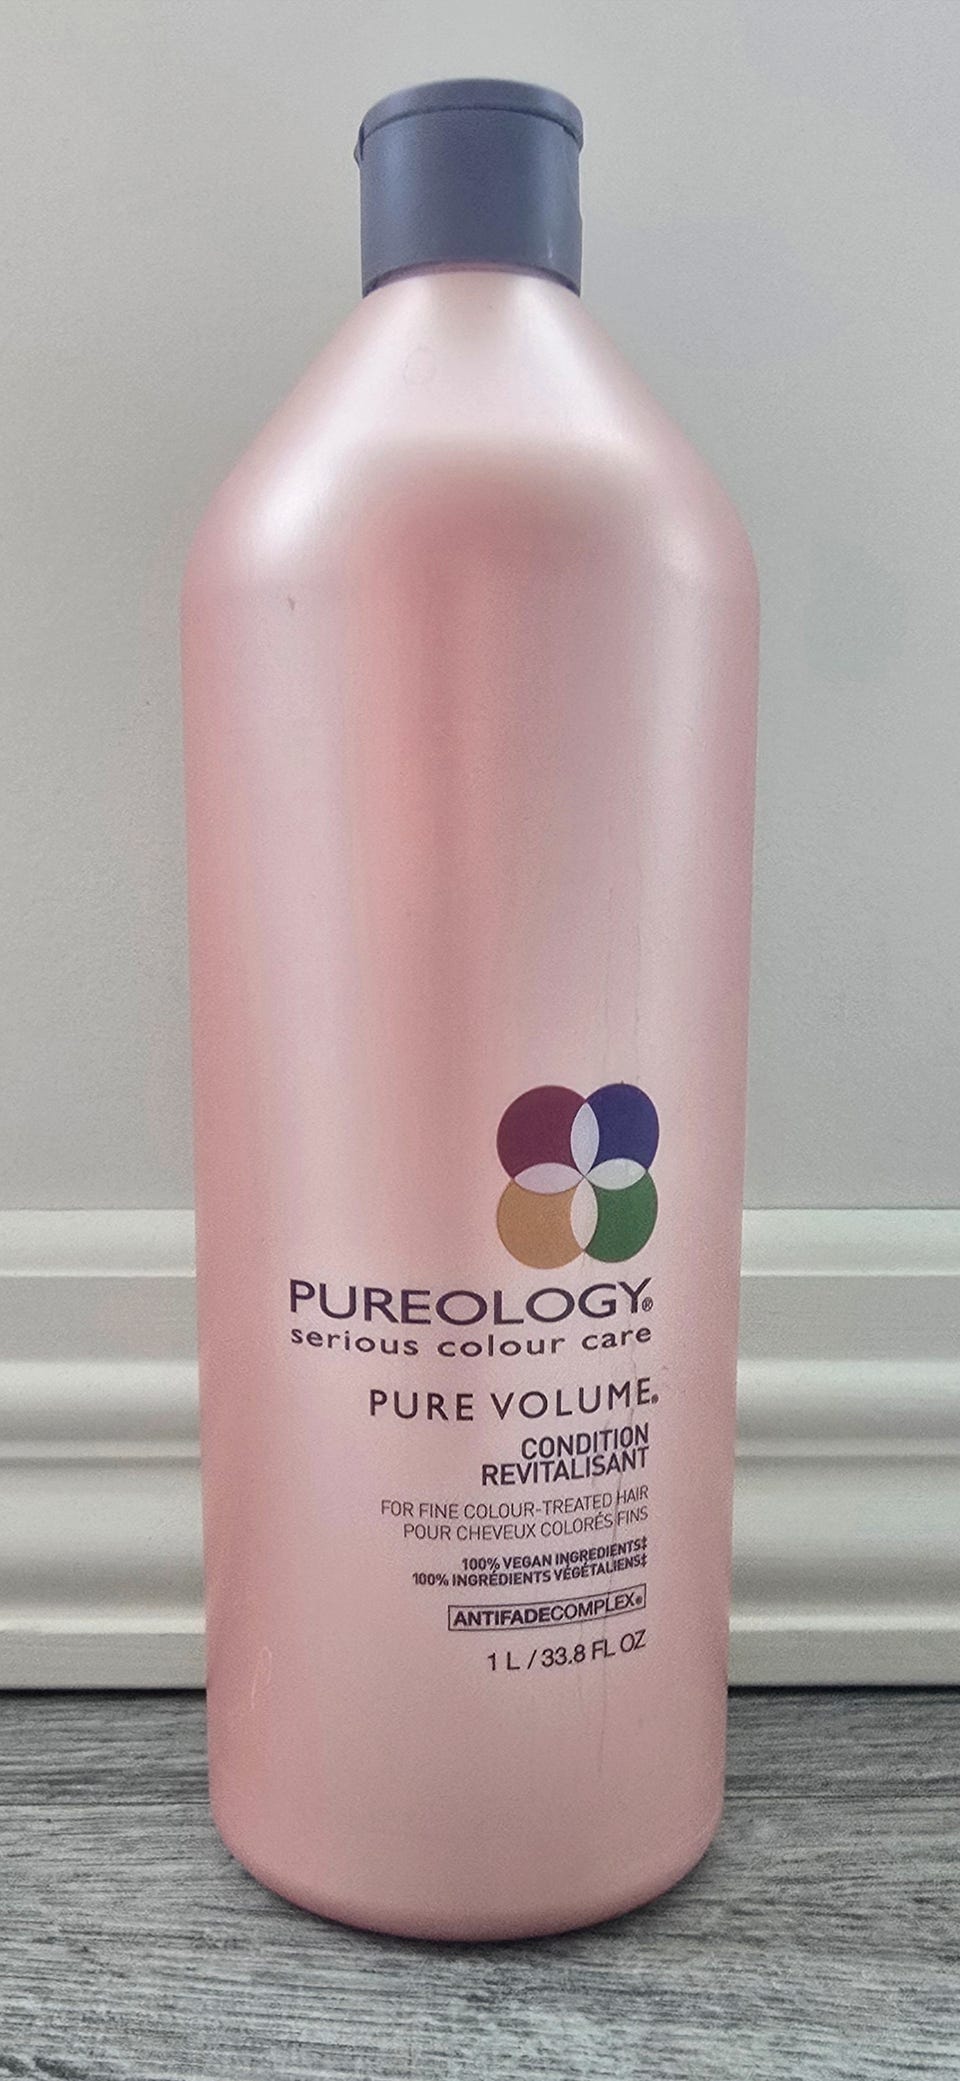 PUREOLOGY®
serious colour care
PURE VOLUME®
CONDITION
REVITALISANT
FOR FINE COLOUR-TREATED HAIR
POUR CHEVEUX COLORÉS FINS
100% VEGAN INGREDIENTS‡
100% INGRÉDIENTS VÉGÉTALIENS‡
ANTIFADECOMPLEX®
1 L / 33.8 FL OZ